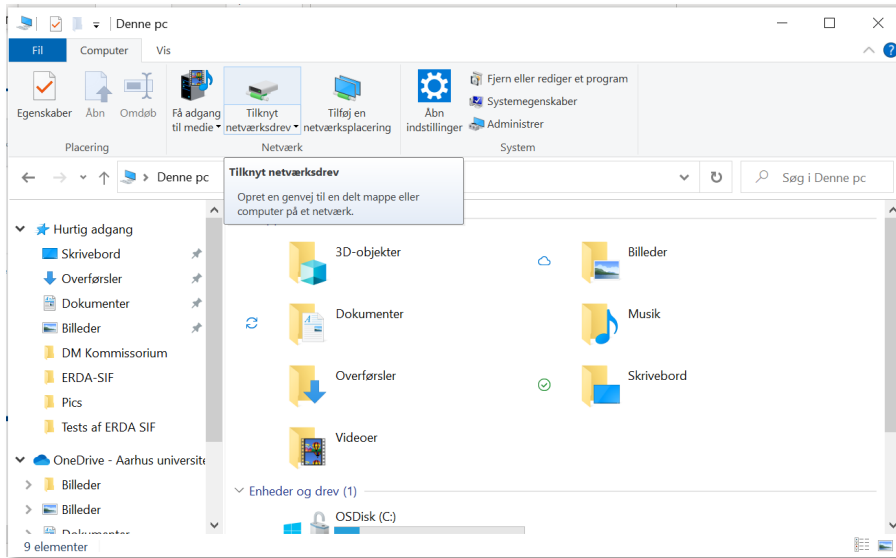 Denne pc
Fil Computer Vis
Egenskaber
Åbn
Omdøb
Få adgang
til medie
Tilknyt
netværksdrev
Tilføj en
netværksplacering
Åbn
indstillinger
Fjern eller rediger et program
Systemegenskaber
Administrer
Placering
Netværk
System
Denne pc
Søg i Denne pc
Tilknyt netværksdrev
Opret en genvej til en delt mappe eller
computer på et netværk.
Hurtig adgang
Skrivebord
Overførsler
Dokumenter
Billeder
DM Kommissorium
ERDA-SIF
Pics
Tests af ERDA SIF
OneDrive - Aarhus universite
Billeder
Billeder
Dokumenter
3D-objekter
Billeder
Dokumenter
Musik
Overførsler
Skrivebord
Videoer
Enheder og drev (1)
OSDisk (C:)
9 elementer